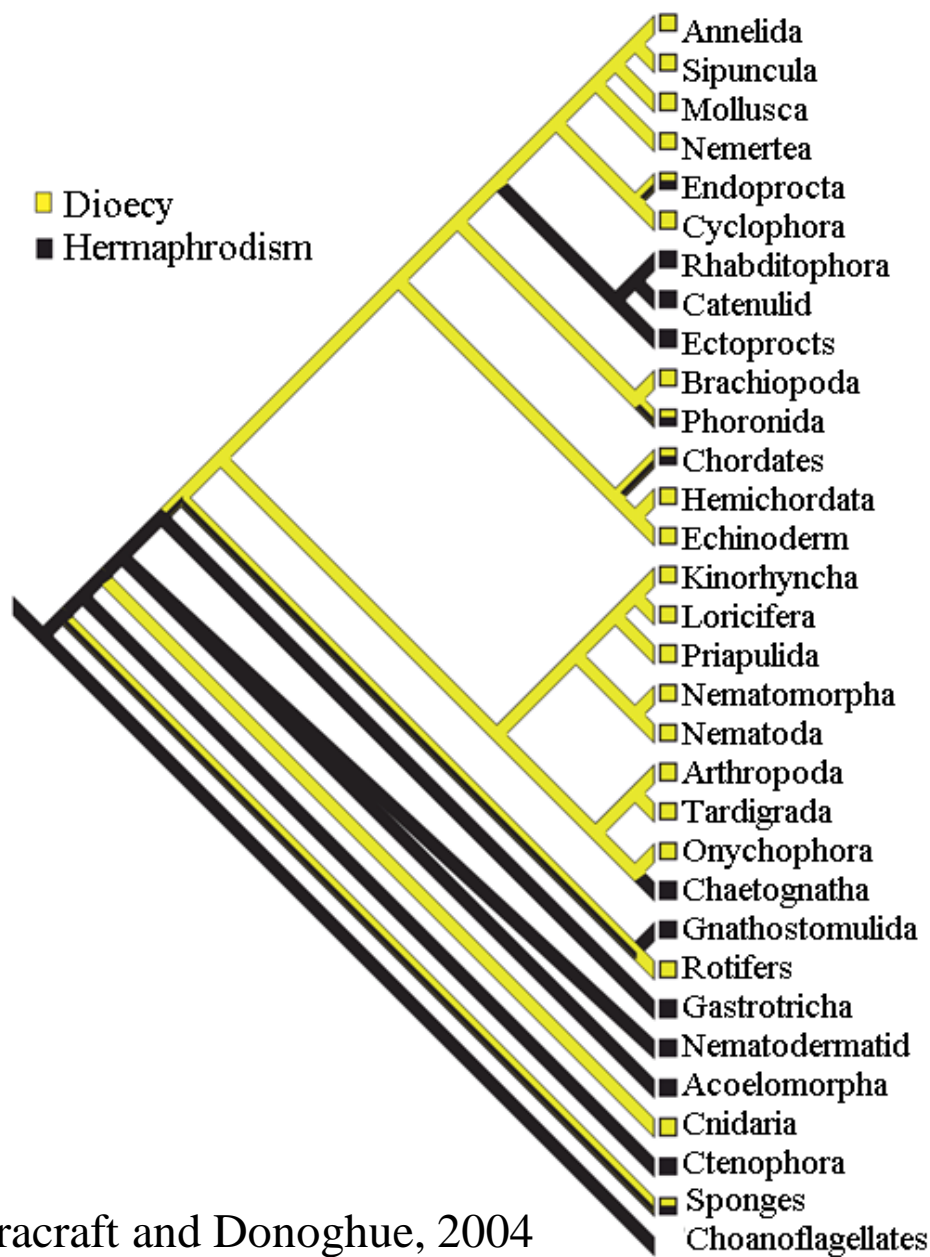 Annelida
Sipuncula
Mollusca
Nemertea
Endoprocta
Cyclophora
Rhabditophora
Catenulid
Ectoprocts
Brachiopoda
Phoronida
Chordates
Hemichordata
Echinoderm
Kinorhyncha
Loricifera
Priapulida
Nematomorpha
Nematoda
Arthropoda
Tardigrada
Onychophora
Chaetognatha
Gnathostomulida
Rotifers
Gastrotricha
Nematodermatid
Acoelomorpha
Cnidaria
Ctenophora
Sponges
Choanoflagellates
Dioecy
Hermaphrodism
racraft and Donoghue, 2004